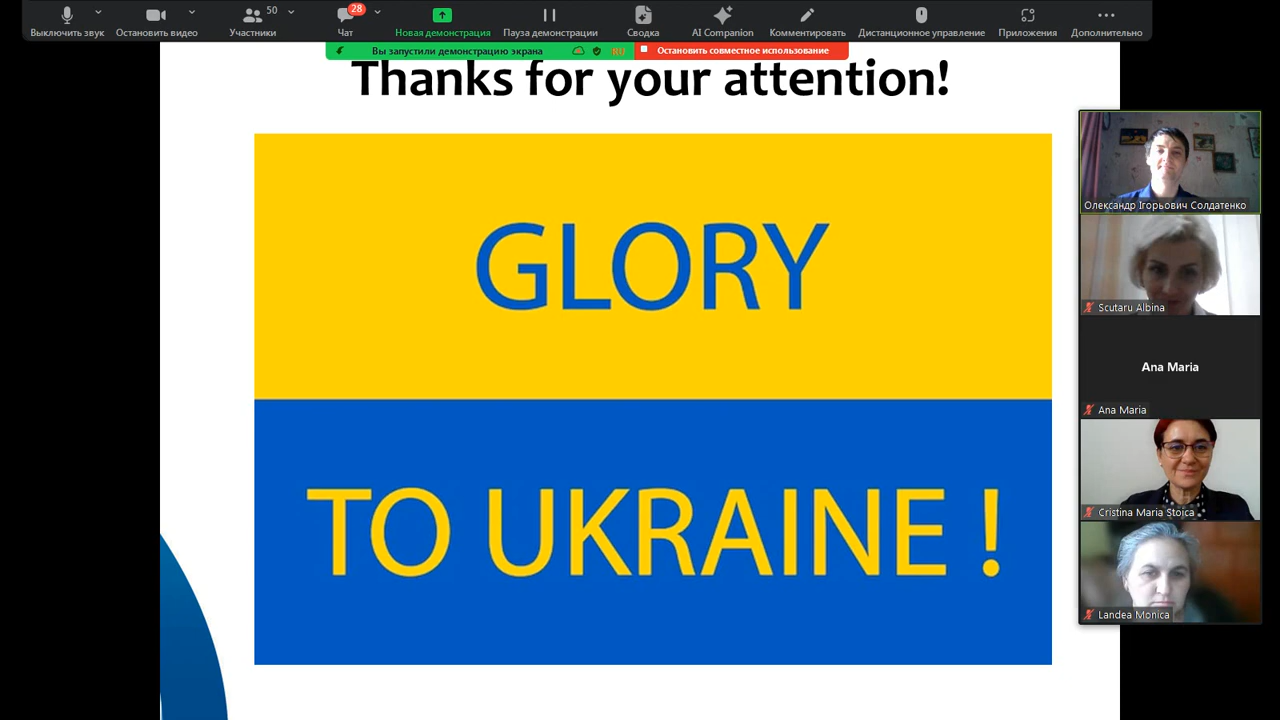 50
28
Выключить звук
Остановить видео
Участники
Чат
Новая демонстрация
Пауза демонстрации
Сводка
AI Companion
Комментировать
Дистанционное управление
Приложения
Дополнительно
Вы запустили демонстрацию экрана
RU
Остановить совместное использование
Thanks for your attention!
GLORY
TO UKRAINE !
Олександр Ігорьович Солдатенко
Scutaru Albina
Ana Maria
Ana Maria
Cristina Maria Stoica
Landea Monica